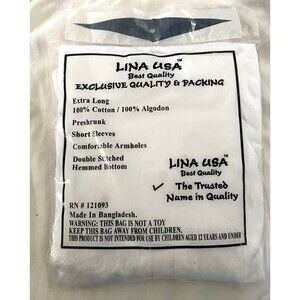 LINA USA™
Best Quality
EXCLUSIVE QUALITY & PACKING
Extra Long
100% Cotton / 100% Algodon
Preshrunk
Short Sleeves
Comfortable Armholes
Double Stitched
Hemmed Bottom
LINA USA™
Best Quality
✓ The Trusted
Name in Quality
RN # 121093
Made In Bangladesh.
WARNING: THIS BAG IS NOT A TOY
KEEP THIS BAG AWAY FROM CHILDREN.
THIS PRODUCT IS NOT INTENDED FOR USE BY CHILDREN AGED 12 YEARS AND UNDER